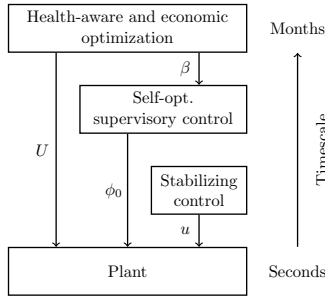 Health-aware and economic
optimization
Months
β
Self-opt.
supervisory control
Timescale
U
ϕ₀
Stabilizing
control
u
Plant
Seconds